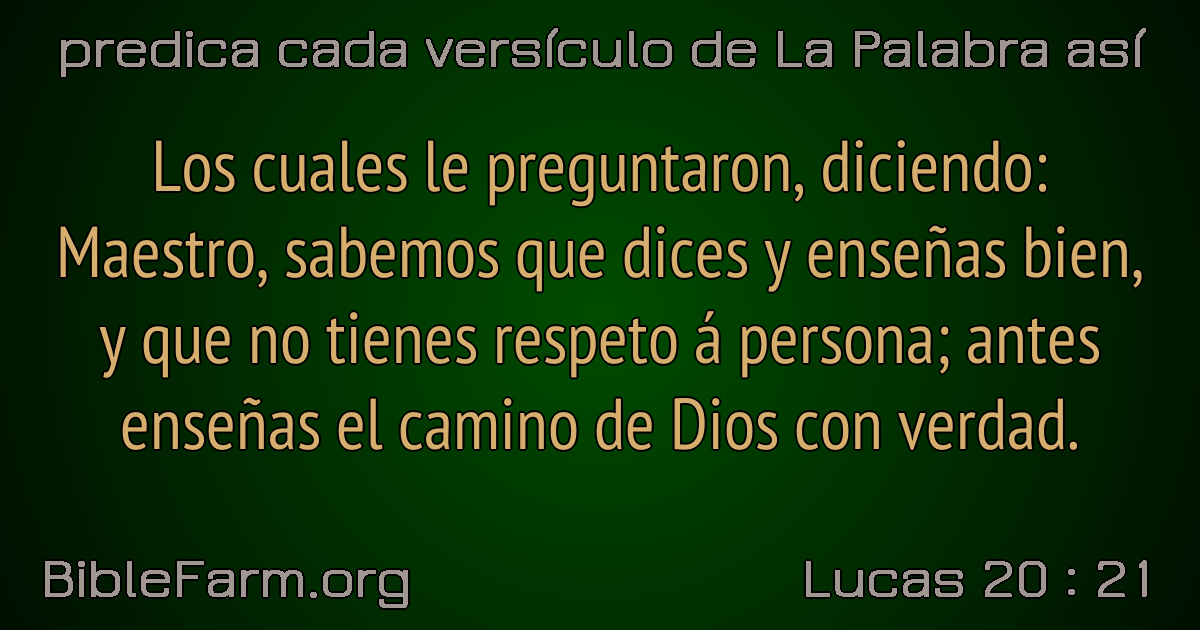 predica cada versículo de La Palabra así
Los cuales le preguntaron, diciendo:
Maestro, sabemos que dices y enseñas bien,
y que no tienes respeto á persona; antes
enseñas el camino de Dios con verdad.
BibleFarm.org
Lucas 20 : 21